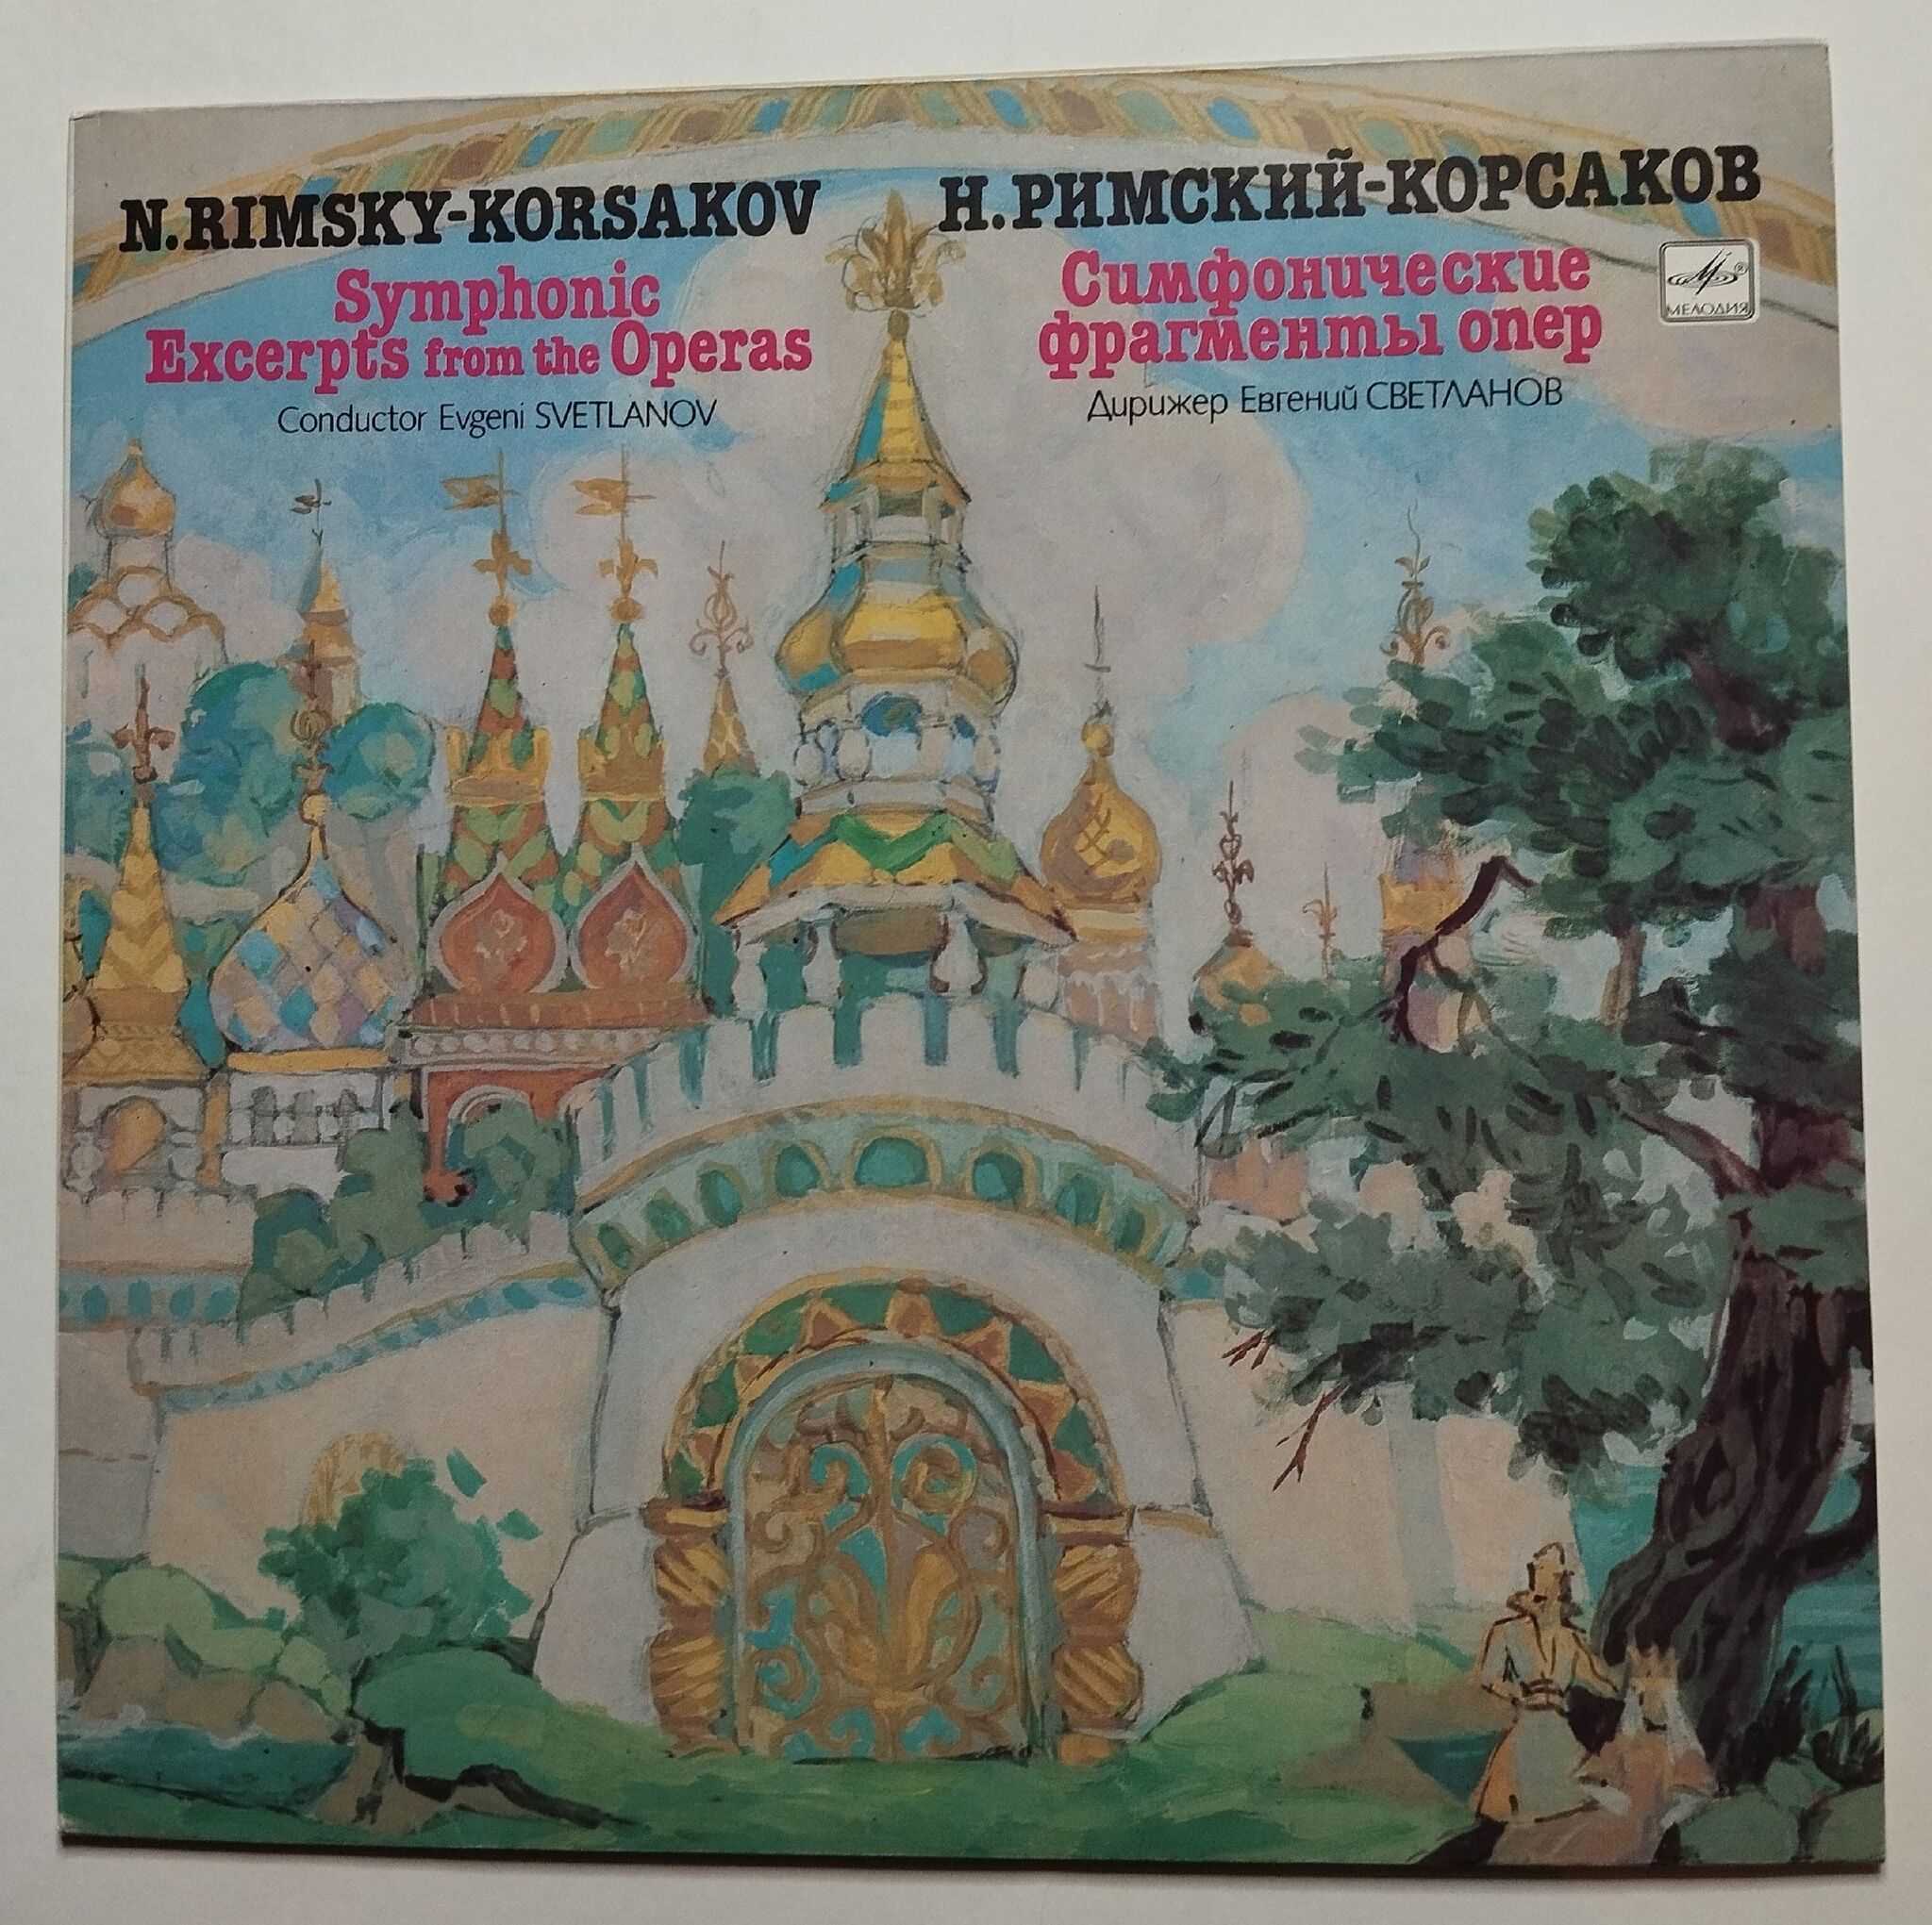 N.RIMSKY-KORSAKOV
Symphonic
Excerpts from the Operas
Conductor Evgeni SVETLANOV
Н.РИМСКИЙ-КОРСАКОВ
Симфонические
фрагменты опер
Дирижер Евгений СВЕТЛАНОВ
МЕЛОДИЯ